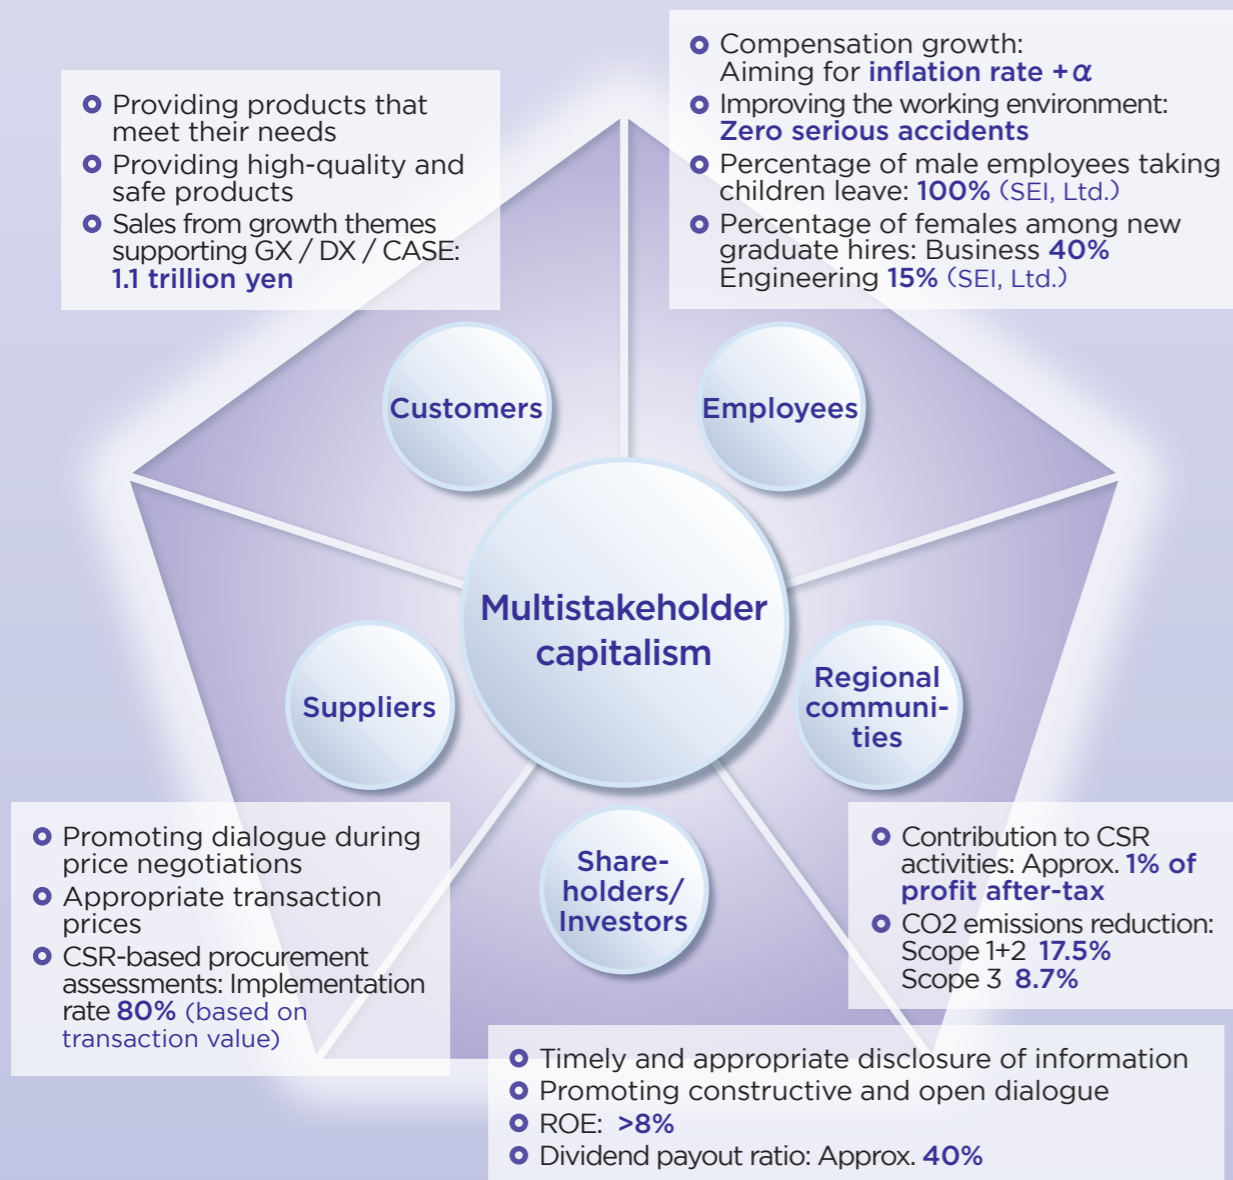 Providing products that
meet their needs
Providing high-quality and
safe products
Sales from growth themes
supporting GX / DX / CASE:
1.1 trillion yen
Compensation growth:
Aiming for inflation rate +α
Improving the working environment:
Zero serious accidents
Percentage of male employees taking
children leave: 100% (SEI, Ltd.)
Percentage of females among new
graduate hires: Business 40%
Engineering 15% (SEI, Ltd.)
Customers
Employees
Multistakeholder
capitalism
Suppliers
Regional
communi-
ties
Share-
holders/
Investors
Promoting dialogue during
price negotiations
Appropriate transaction
prices
CSR-based procurement
assessments: Implementation
rate 80% (based on
transaction value)
Contribution to CSR
activities: Approx. 1% of
profit after-tax
CO2 emissions reduction:
Scope 1+2 17.5%
Scope 3 8.7%
Timely and appropriate disclosure of information
Promoting constructive and open dialogue
ROE: >8%
Dividend payout ratio: Approx. 40%